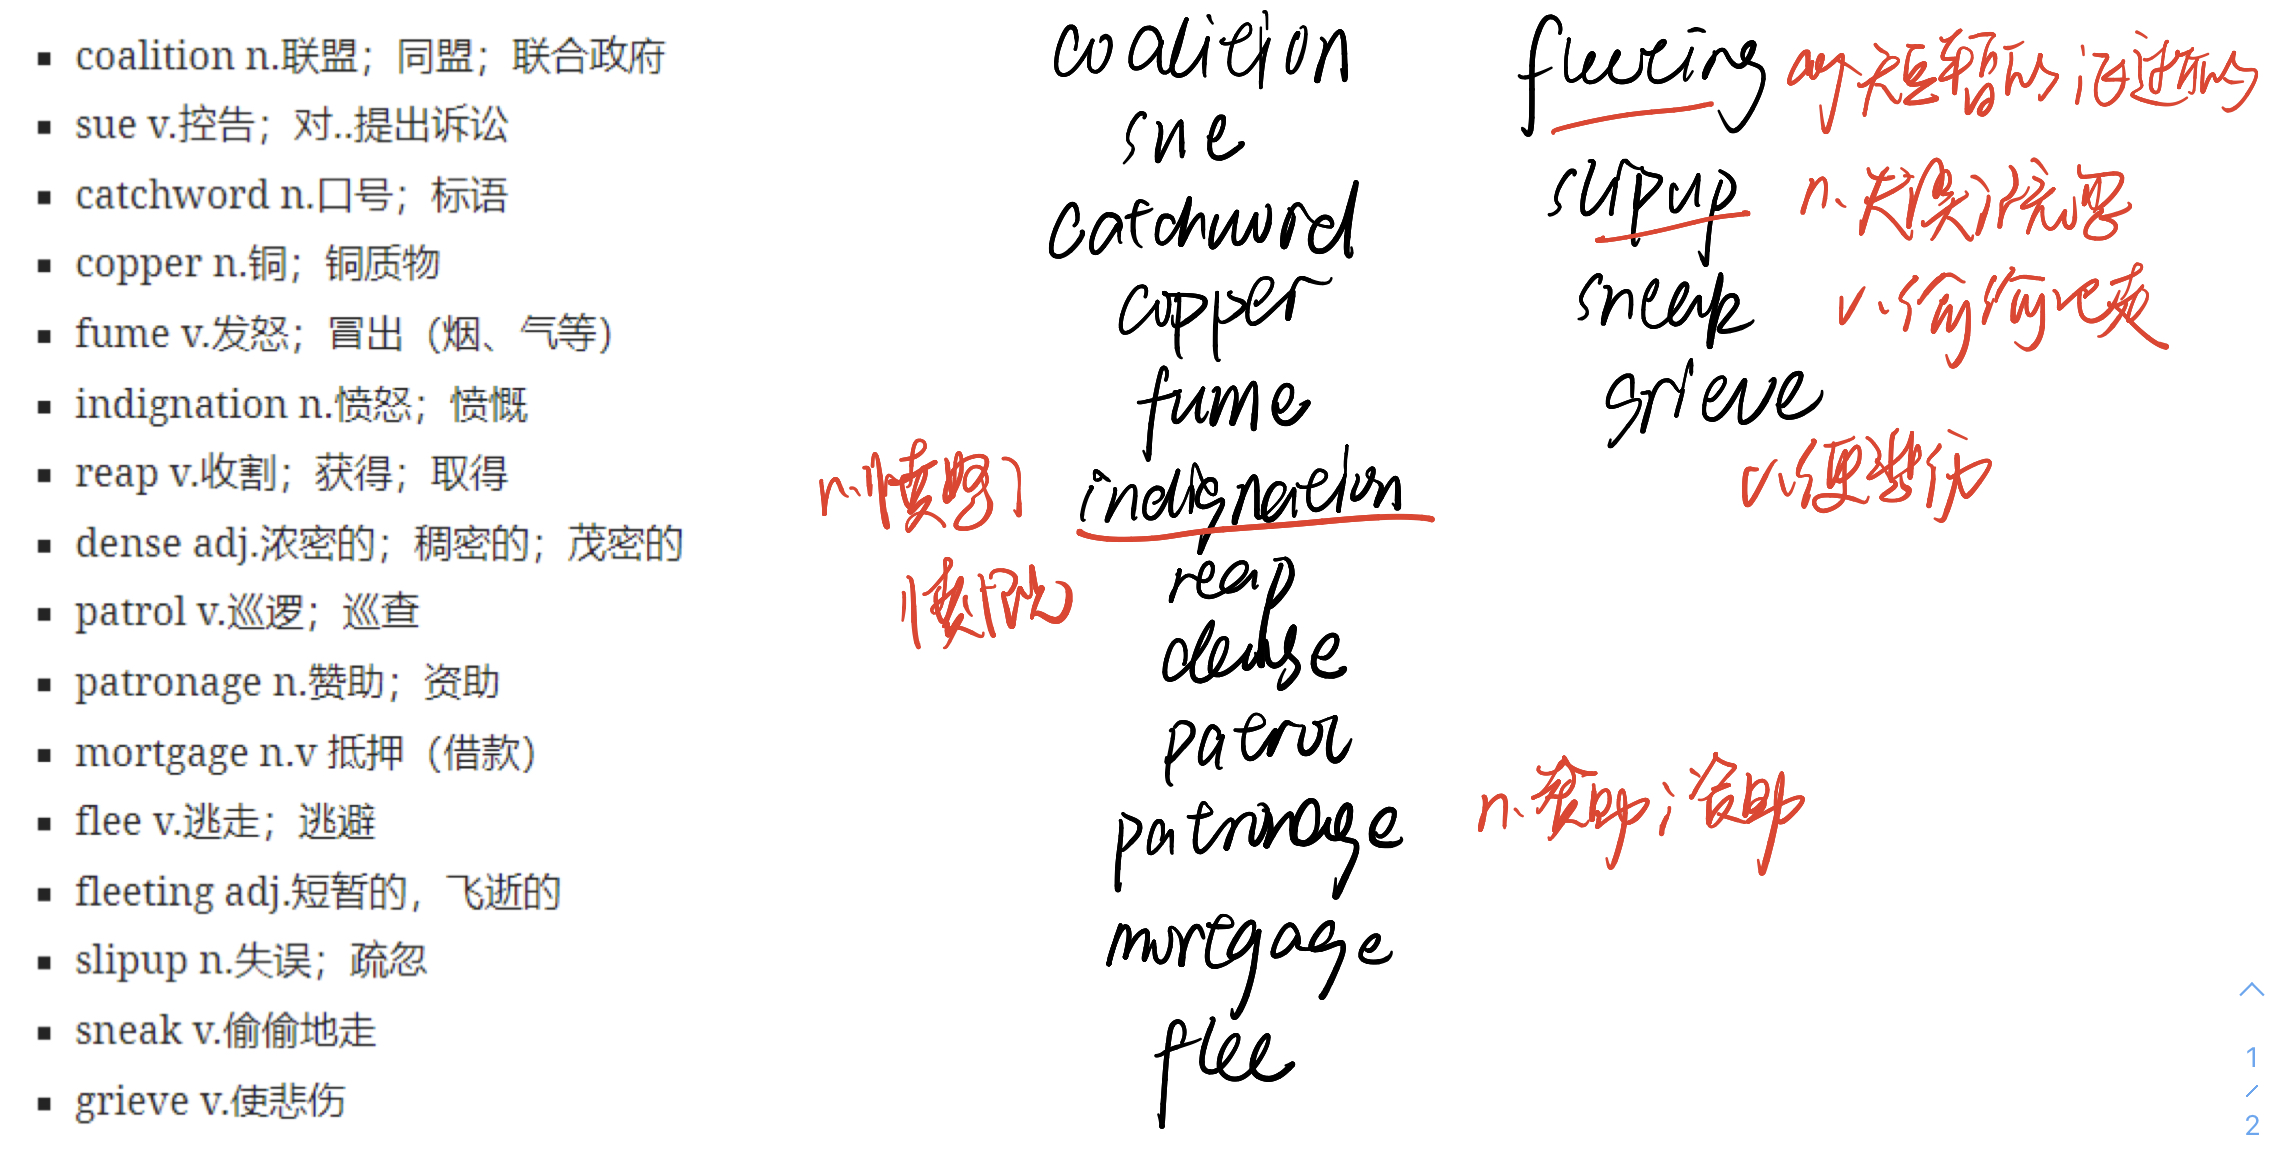 ▪ coalition n.联盟；同盟；联合政府
▪ sue v.控告；对..提出诉讼
▪ catchword n.口号；标语
▪ copper n.铜；铜质物
▪ fume v.发怒；冒出（烟、气等）
▪ indignation n.愤怒；愤慨
▪ reap v.收割；获得；取得
▪ dense adj.浓密的；稠密的；茂密的
▪ patrol v.巡逻；巡查
▪ patronage n.赞助；资助
▪ mortgage n.v 抵押（借款）
▪ flee v.逃走；逃避
▪ fleeting adj.短暂的，飞逝的
▪ slipup n.失误；疏忽
▪ sneak v.偷偷地走
▪ grieve v.使悲伤
coalition
sue
catchword
copper
fume
n.愤怒；
愤慨
indignation
reap
dense
patrol
patronage n.赞助；资助
mortgage
flee
fleeting adj 短暂的；飞逝的
slipup n.失误；疏忽
sneak v.偷偷地走
grieve
v.使悲伤
1
/
2